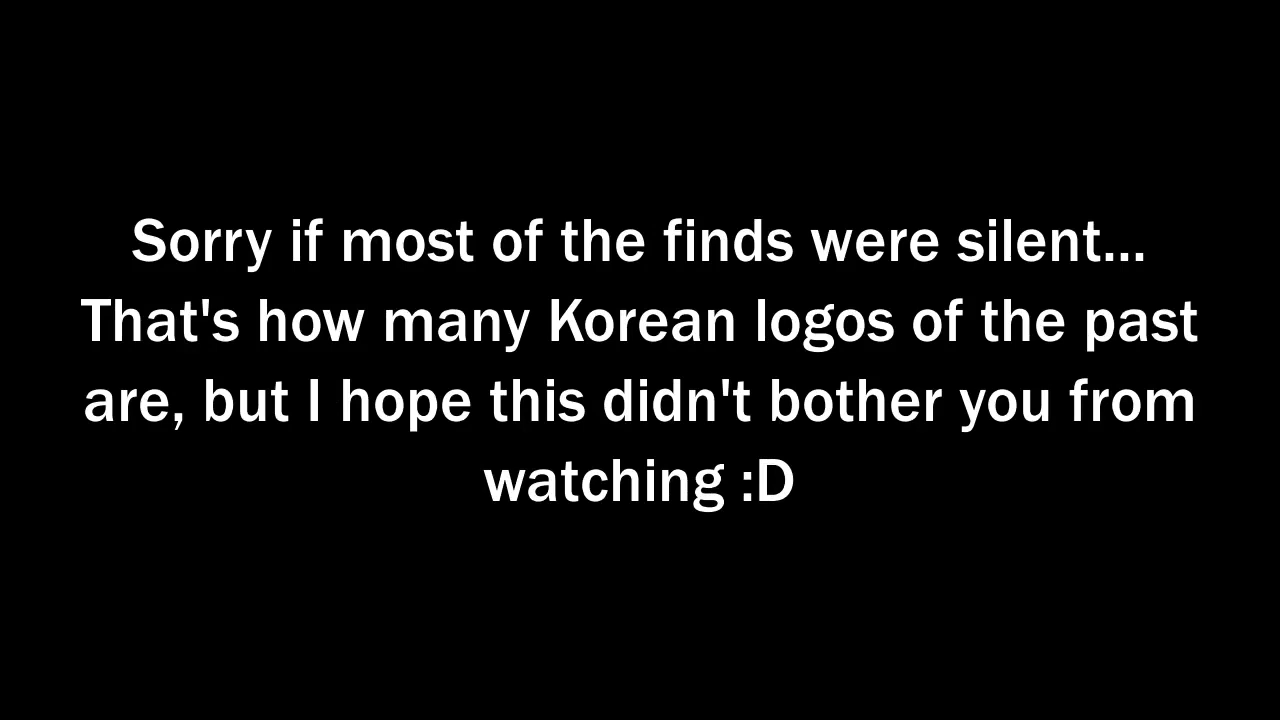 Sorry if most of the finds were silent...
That's how many Korean logos of the past
are, but I hope this didn't bother you from
watching :D